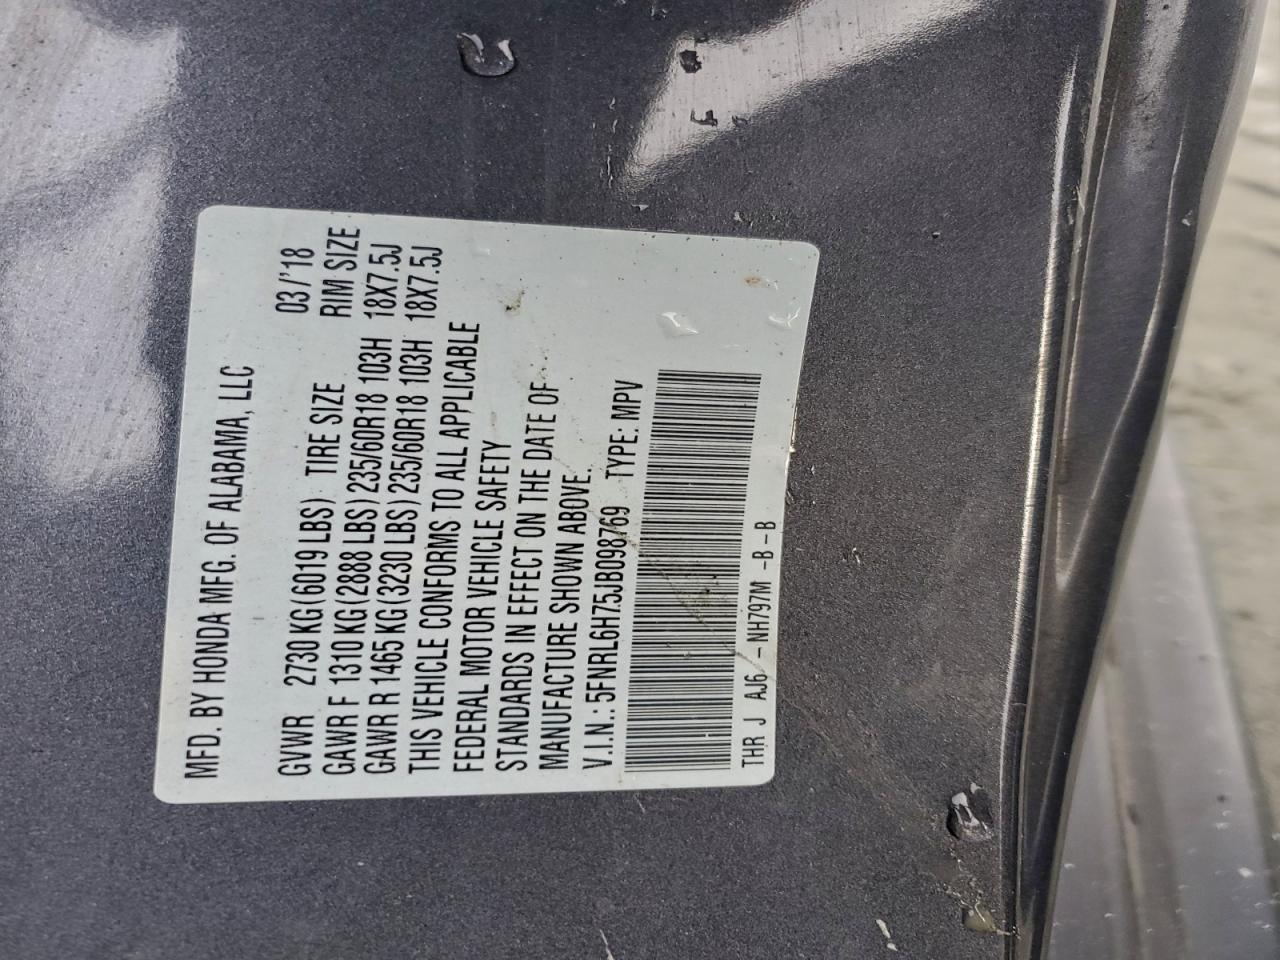 MFD. BY HONDA MFG. OF ALABAMA, LLC
GVWR 2730 KG (6019 LBS) TIRE SIZE 03/'18 RIM SIZE
GAWR F 1310 KG (2888 LBS) 235/60R18 103H 18X7.5J
GAWR R 1465 KG (3230 LBS) 235/60R18 103H 18X7.5J
THIS VEHICLE CONFORMS TO ALL APPLICABLE
FEDERAL MOTOR VEHICLE SAFETY
STANDARDS IN EFFECT ON THE DATE OF
MANUFACTURE SHOWN ABOVE.
V.I.N.: 5FNRL6H75JB098769 TYPE: MPV
THR J AJ6 -NH797M -B -B